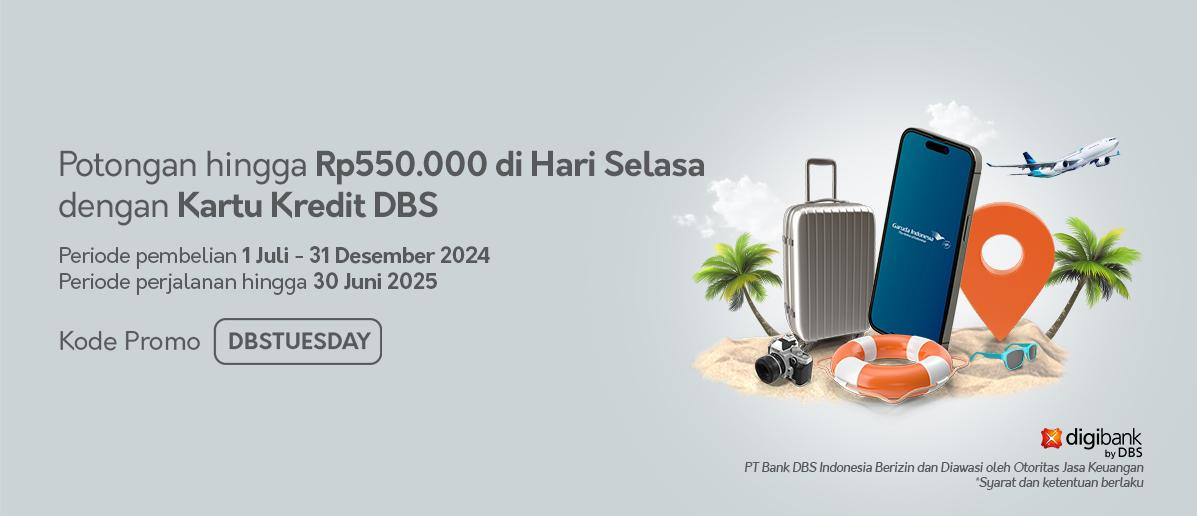 Potongan hingga Rp550.000 di Hari Selasa
dengan Kartu Kredit DBS
Periode pembelian 1 Juli - 31 Desember 2024
Periode perjalanan hingga 30 Juni 2025
Kode Promo DBSTUESDAY
Garuda Indonesia
digibank
by DBS
PT Bank DBS Indonesia Berizin dan Diawasi oleh Otoritas Jasa Keuangan
*Syarat dan ketentuan berlaku